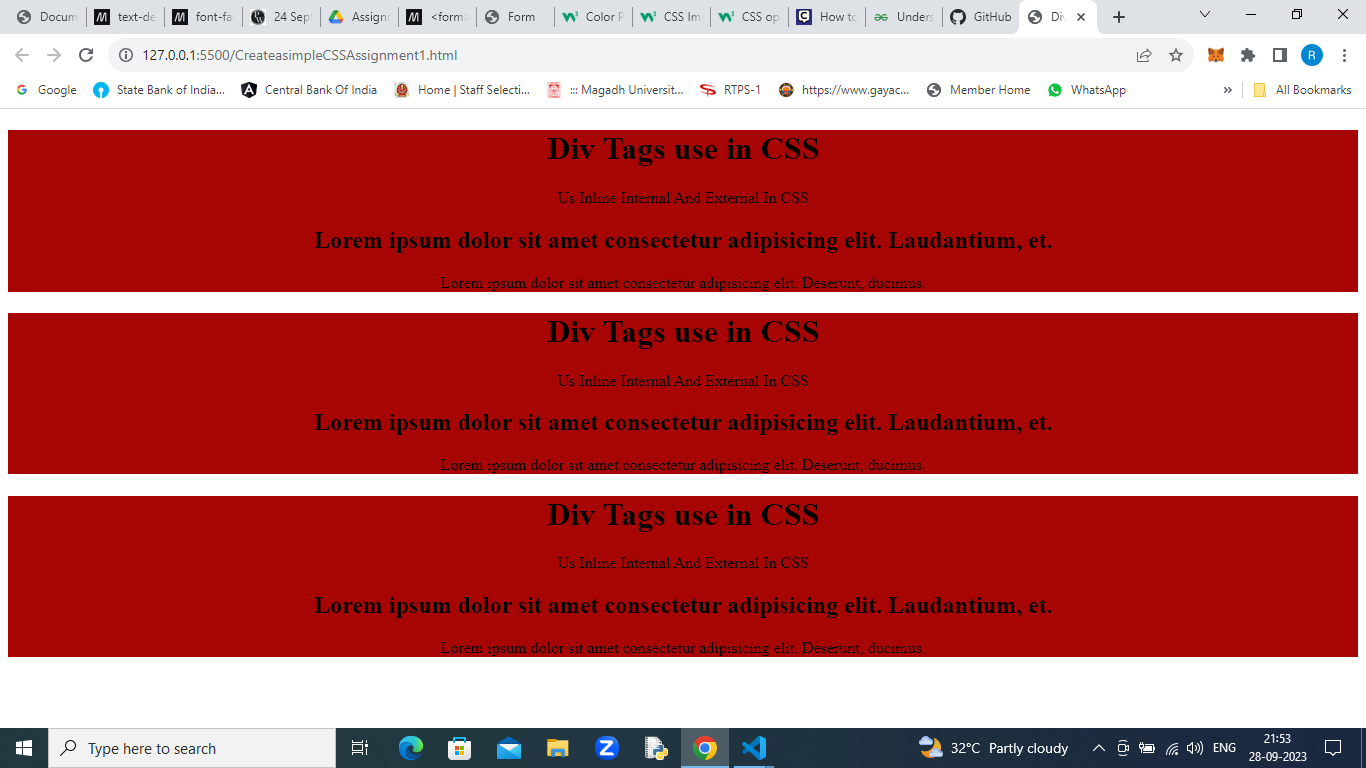 Docum
text-de
font-fa
24 Sep
Assignm
<form>
Form
Color P
CSS Im
CSS op
How to
Unders
GitHub
Div
127.0.0.1:5500/CreateasimpleCSSAssignment1.html
R
Google
State Bank of India...
Central Bank Of India
Home | Staff Selecti...
::: Magadh Universit...
RTPS-1
https://www.gayac...
Member Home
WhatsApp
»
All Bookmarks
Div Tags use in CSS
Us Inline Internal And External In CSS
Lorem ipsum dolor sit amet consectetur adipisicing elit. Laudantium, et.
Lorem ipsum dolor sit amet consectetur adipisicing elit. Deserunt, ducimus.
Div Tags use in CSS
Us Inline Internal And External In CSS
Lorem ipsum dolor sit amet consectetur adipisicing elit. Laudantium, et.
Lorem ipsum dolor sit amet consectetur adipisicing elit. Deserunt, ducimus.
Div Tags use in CSS
Us Inline Internal And External In CSS
Lorem ipsum dolor sit amet consectetur adipisicing elit. Laudantium, et.
Lorem ipsum dolor sit amet consectetur adipisicing elit. Deserunt, ducimus.
Type here to search
32°C Partly cloudy
ENG
21:53
28-09-2023